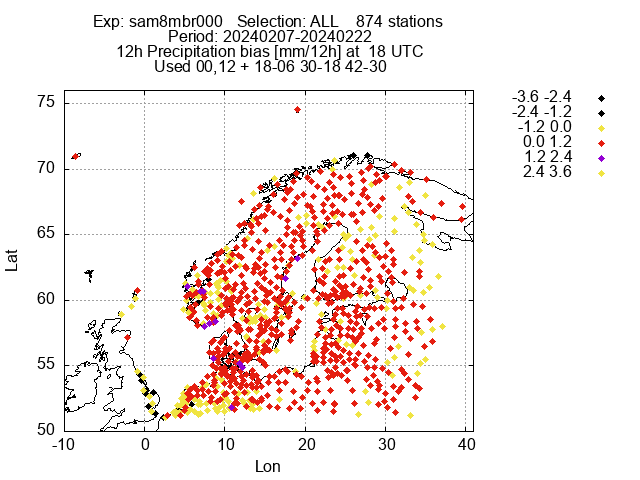 Exp: sam8mbr000   Selection: ALL    874 stations
Period: 20240207-20240222
12h Precipitation bias [mm/12h] at  18 UTC
Used 00,12 + 18-06 30-18 42-30
-3.6 -2.4
-2.4 -1.2
-1.2 0.0
0.0 1.2
1.2 2.4
2.4 3.6
75
70
65
60
55
50
Lat
-10 0 10 20 30 40
Lon